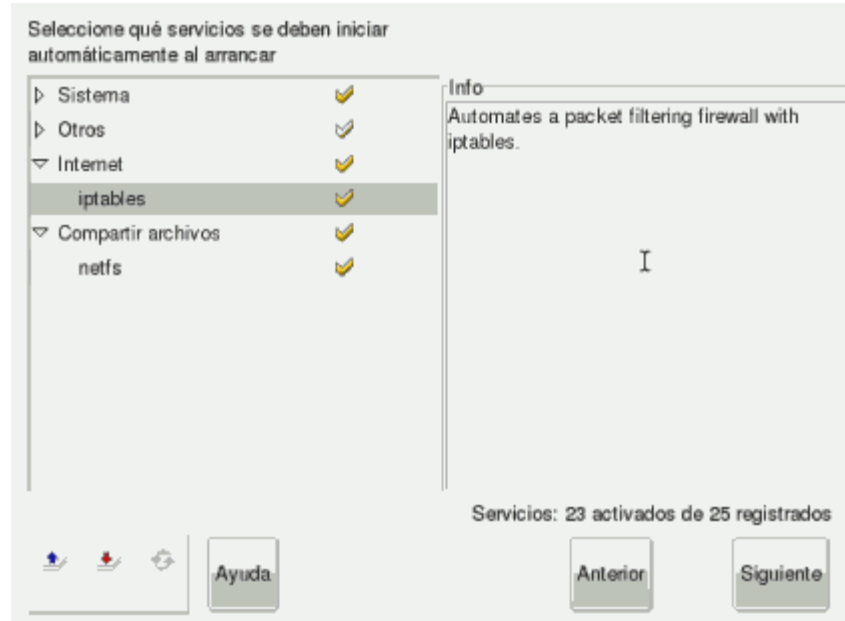 Seleccione qué servicios se deben iniciar
automáticamente al arrancar
Sistema
Otros
Internet
iptables
Compartir archivos
netfs
Info
Automates a packet filtering firewall with
iptables.
Servicios: 23 activados de 25 registrados
Ayuda
Anterior
Siguiente